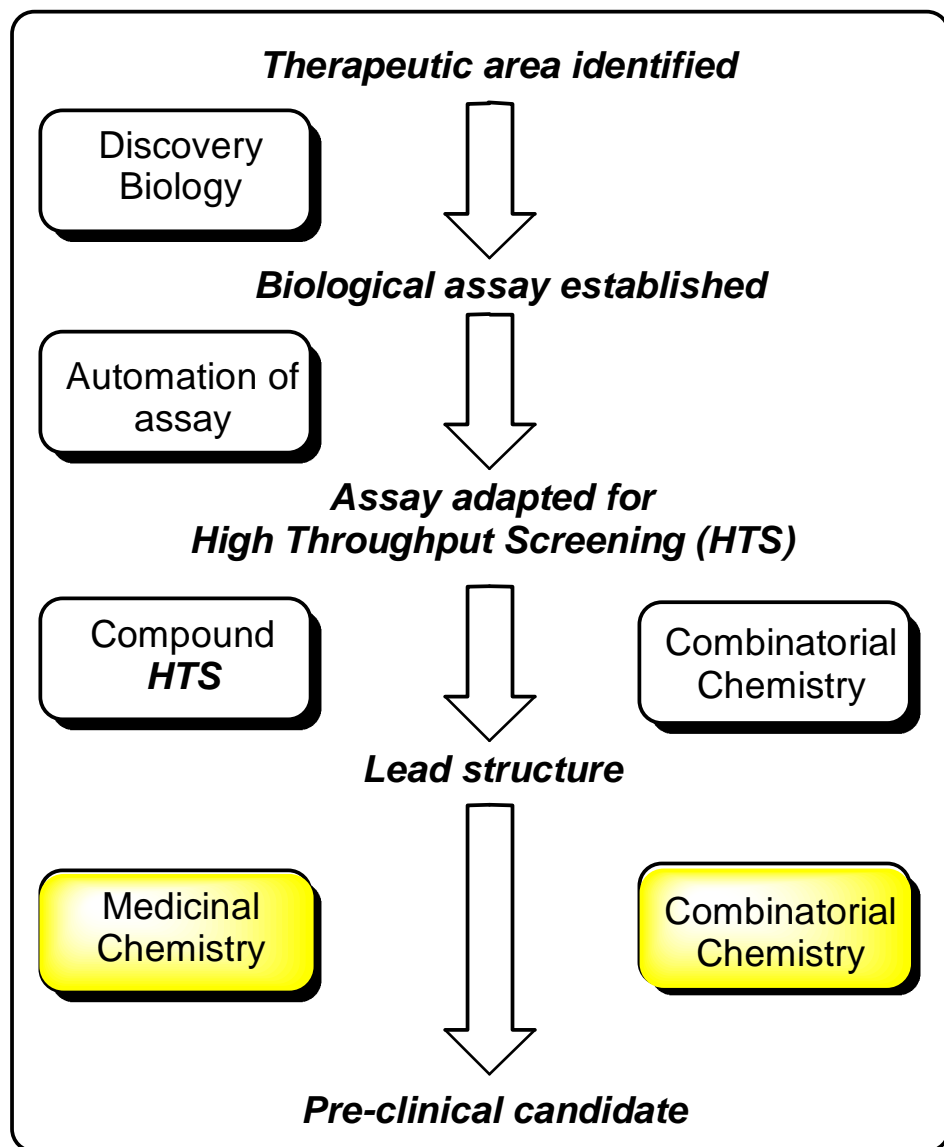 Therapeutic area identified
Discovery
Biology
Biological assay established
Automation of
assay
Assay adapted for
High Throughput Screening (HTS)
Compound
HTS
Combinatorial
Chemistry
Lead structure
Medicinal
Chemistry
Combinatorial
Chemistry
Pre-clinical candidate